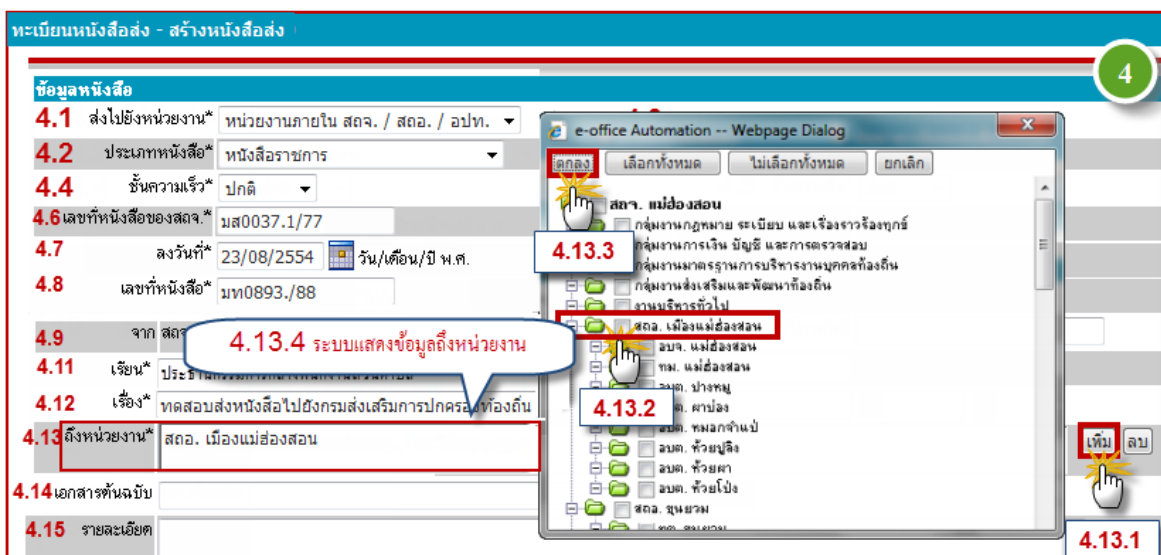 ทะเบียนหนังสือส่ง - สร้างหนังสือส่ง
4
ข้อมูลหนังสือ
4.1 ส่งไปยังหน่วยงาน* หน่วยงานภายใน สถจ. / สถอ. / อปท.
4.2 ประเภทหนังสือ* หนังสือราชการ
4.4 ชั้นความเร็ว* ปกติ
4.6 เลขที่หนังสือของสถจ.* มส0037.1/77
4.7 ลงวันที่* 23/08/2554 วัน/เดือน/ปี พ.ศ.
4.8 เลขที่หนังสือ* มท0893./88
4.9 จาก
4.11 เรียน*
4.12 เรื่อง* ทดสอบส่งหนังสือไปยังกรมส่งเสริมการปกครองท้องถิ่น
4.13 ถึงหน่วยงาน* สถอ. เมืองแม่ฮ่องสอน
เพิ่ม ลบ
4.14 เอกสารต้นฉบับ
4.15 รายละเอียด
4.13.1
4.13.4 ระบบแสดงข้อมูลถึงหน่วยงาน
e-office Automation -- Webpage Dialog
ตกลง เลือกทั้งหมด ไม่เลือกทั้งหมด ยกเลิก
สถจ. แม่ฮ่องสอน
กลุ่มงานกฎหมาย ระเบียบ และเรื่องราวร้องทุกข์
กลุ่มงานการเงิน บัญชี และการตรวจสอบ
กลุ่มงานมาตรฐานการบริหารงานบุคคลท้องถิ่น
กลุ่มงานส่งเสริมและพัฒนาท้องถิ่น
งานบริหารทั่วไป
สถอ. เมืองแม่ฮ่องสอน
อบจ. แม่ฮ่องสอน
ทม. แม่ฮ่องสอน
อบต. ปางหมู
อบต. ผาบ่อง
อบต. หมอกจำแป่
อบต. ห้วยปูลิง
อบต. ห้วยผา
อบต. ห้วยโป่ง
สถอ. ขุนยวม
4.13.3
4.13.2